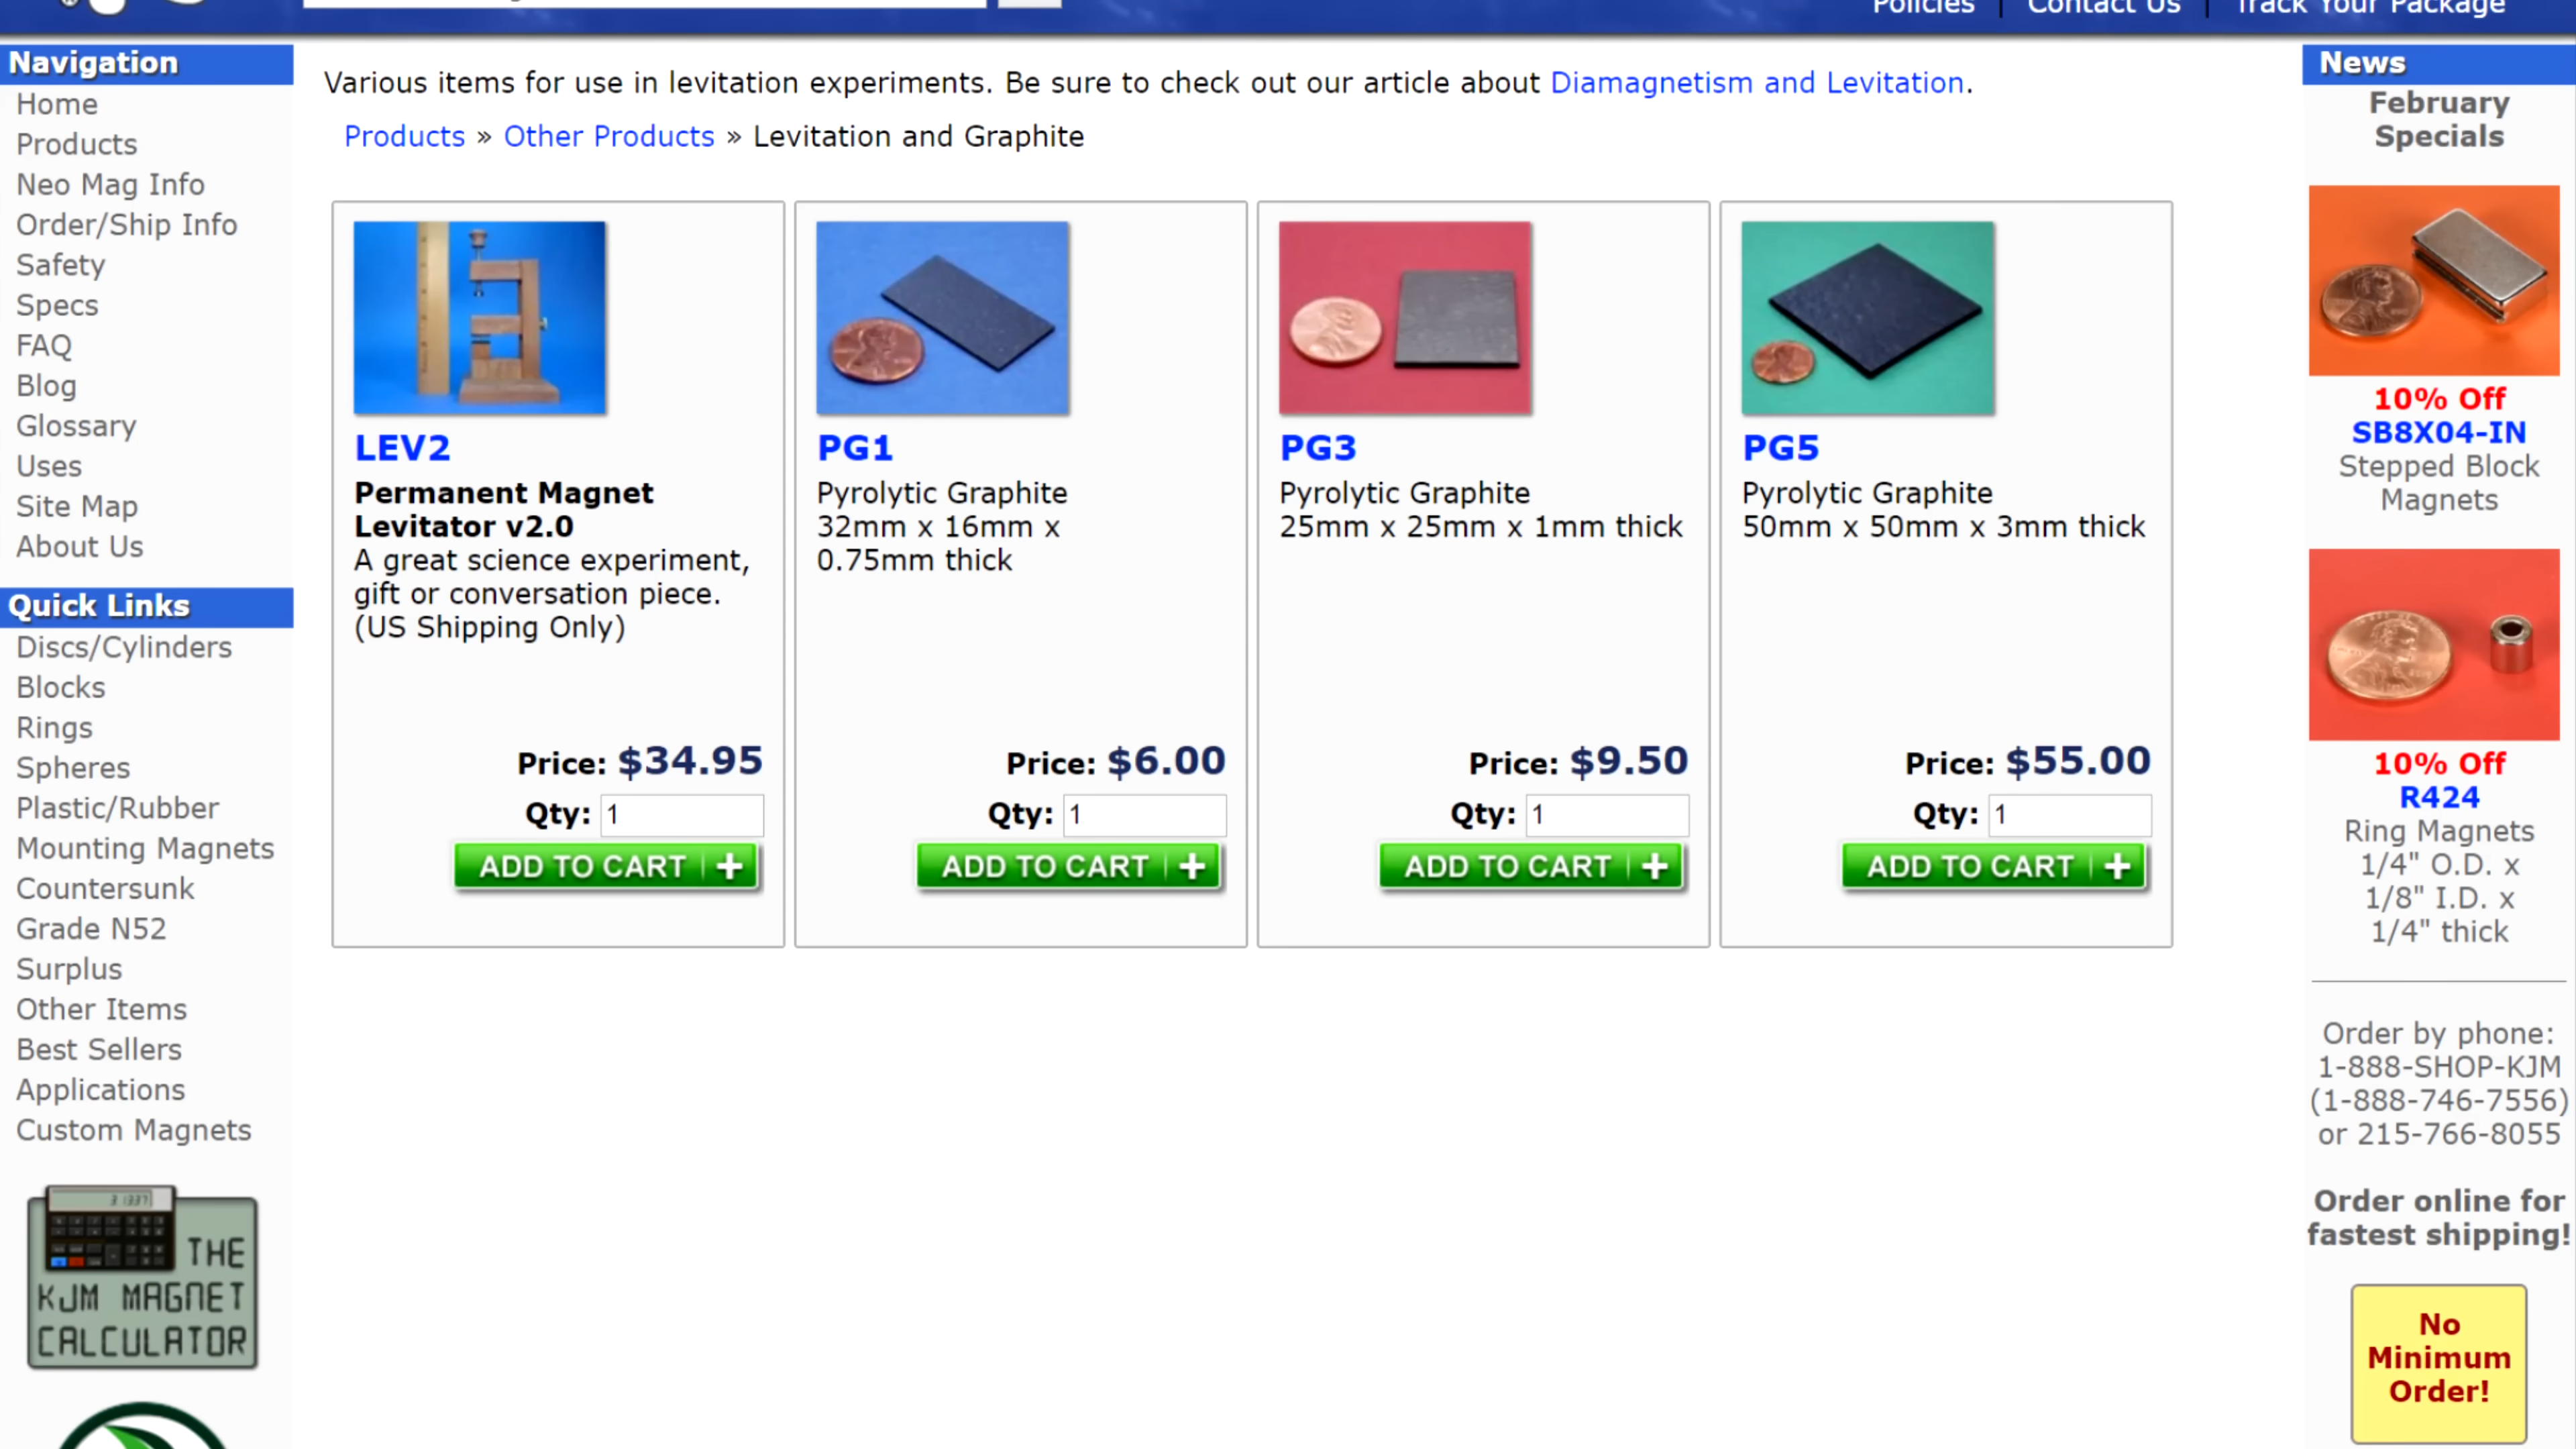 Policies | Contact Us | Track Your Package
Navigation
Home
Products
Neo Mag Info
Order/Ship Info
Safety
Specs
FAQ
Blog
Glossary
Uses
Site Map
About Us
Quick Links
Discs/Cylinders
Blocks
Rings
Spheres
Plastic/Rubber
Mounting Magnets
Countersunk
Grade N52
Surplus
Other Items
Best Sellers
Applications
Custom Magnets
31337
THE
KJM MAGNET
CALCULATOR
Various items for use in levitation experiments. Be sure to check out our article about Diamagnetism and Levitation.
Products » Other Products » Levitation and Graphite
LEV2
Permanent Magnet
Levitator v2.0
A great science experiment,
gift or conversation piece.
(US Shipping Only)
Price: $34.95
Qty: 1
ADD TO CART +
PG1
Pyrolytic Graphite
32mm x 16mm x
0.75mm thick
Price: $6.00
Qty: 1
ADD TO CART +
PG3
Pyrolytic Graphite
25mm x 25mm x 1mm thick
Price: $9.50
Qty: 1
ADD TO CART +
PG5
Pyrolytic Graphite
50mm x 50mm x 3mm thick
Price: $55.00
Qty: 1
ADD TO CART +
News
February
Specials
10% Off
SB8X04-IN
Stepped Block
Magnets
10% Off
R424
Ring Magnets
1/4" O.D. x
1/8" I.D. x
1/4" thick
Order by phone:
1-888-SHOP-KJM
(1-888-746-7556)
or 215-766-8055
Order online for
fastest shipping!
No
Minimum
Order!